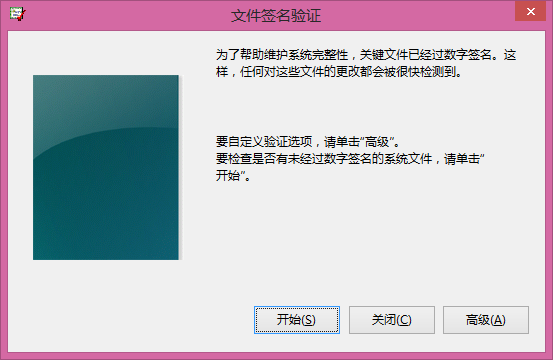 文件签名验证
为了帮助维护系统完整性，关键文件已经过数字签名。这
样，任何对这些文件的更改都会被很快检测到。
要自定义验证选项，请单击“高级”。
要检查是否有未经过数字签名的系统文件，请单击“
开始”。
开始(S)
关闭(C)
高级(A)